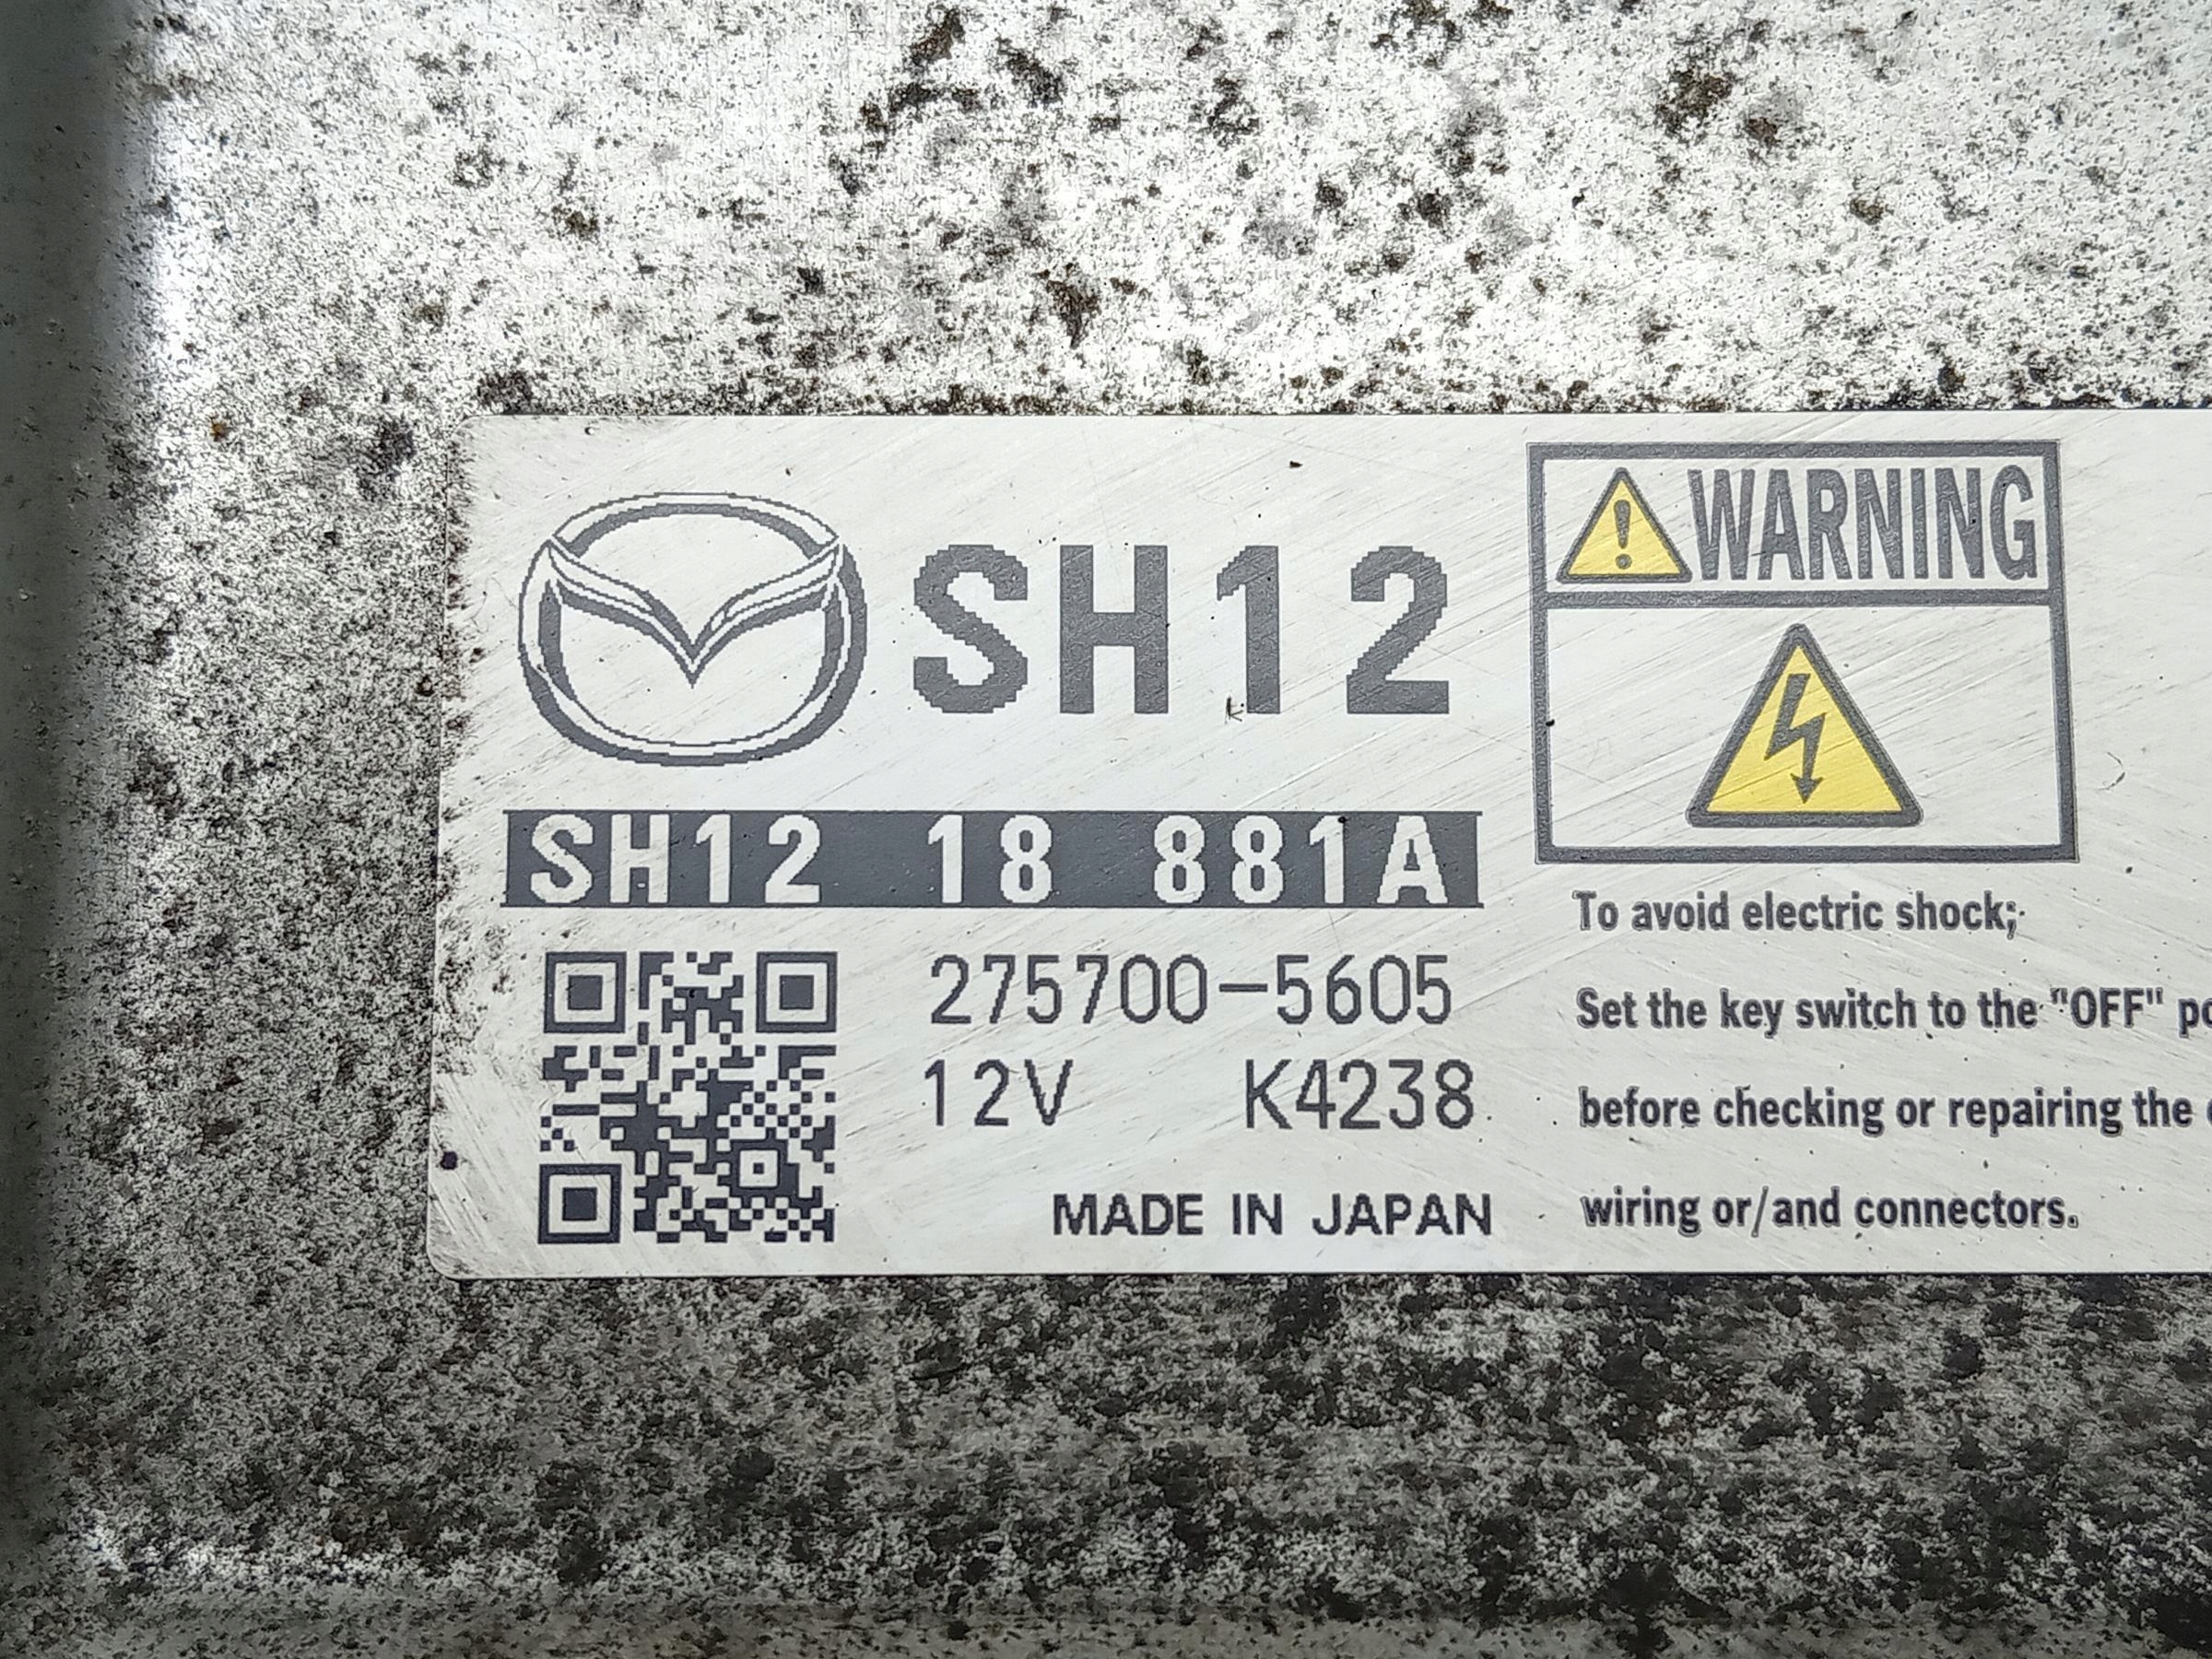 SH12
SH12 18 881A
275700-5605
12V K4238
MADE IN JAPAN
WARNING
To avoid electric shock;
Set the key switch to the "OFF"
before checking or repairing the
wiring or/and connectors.